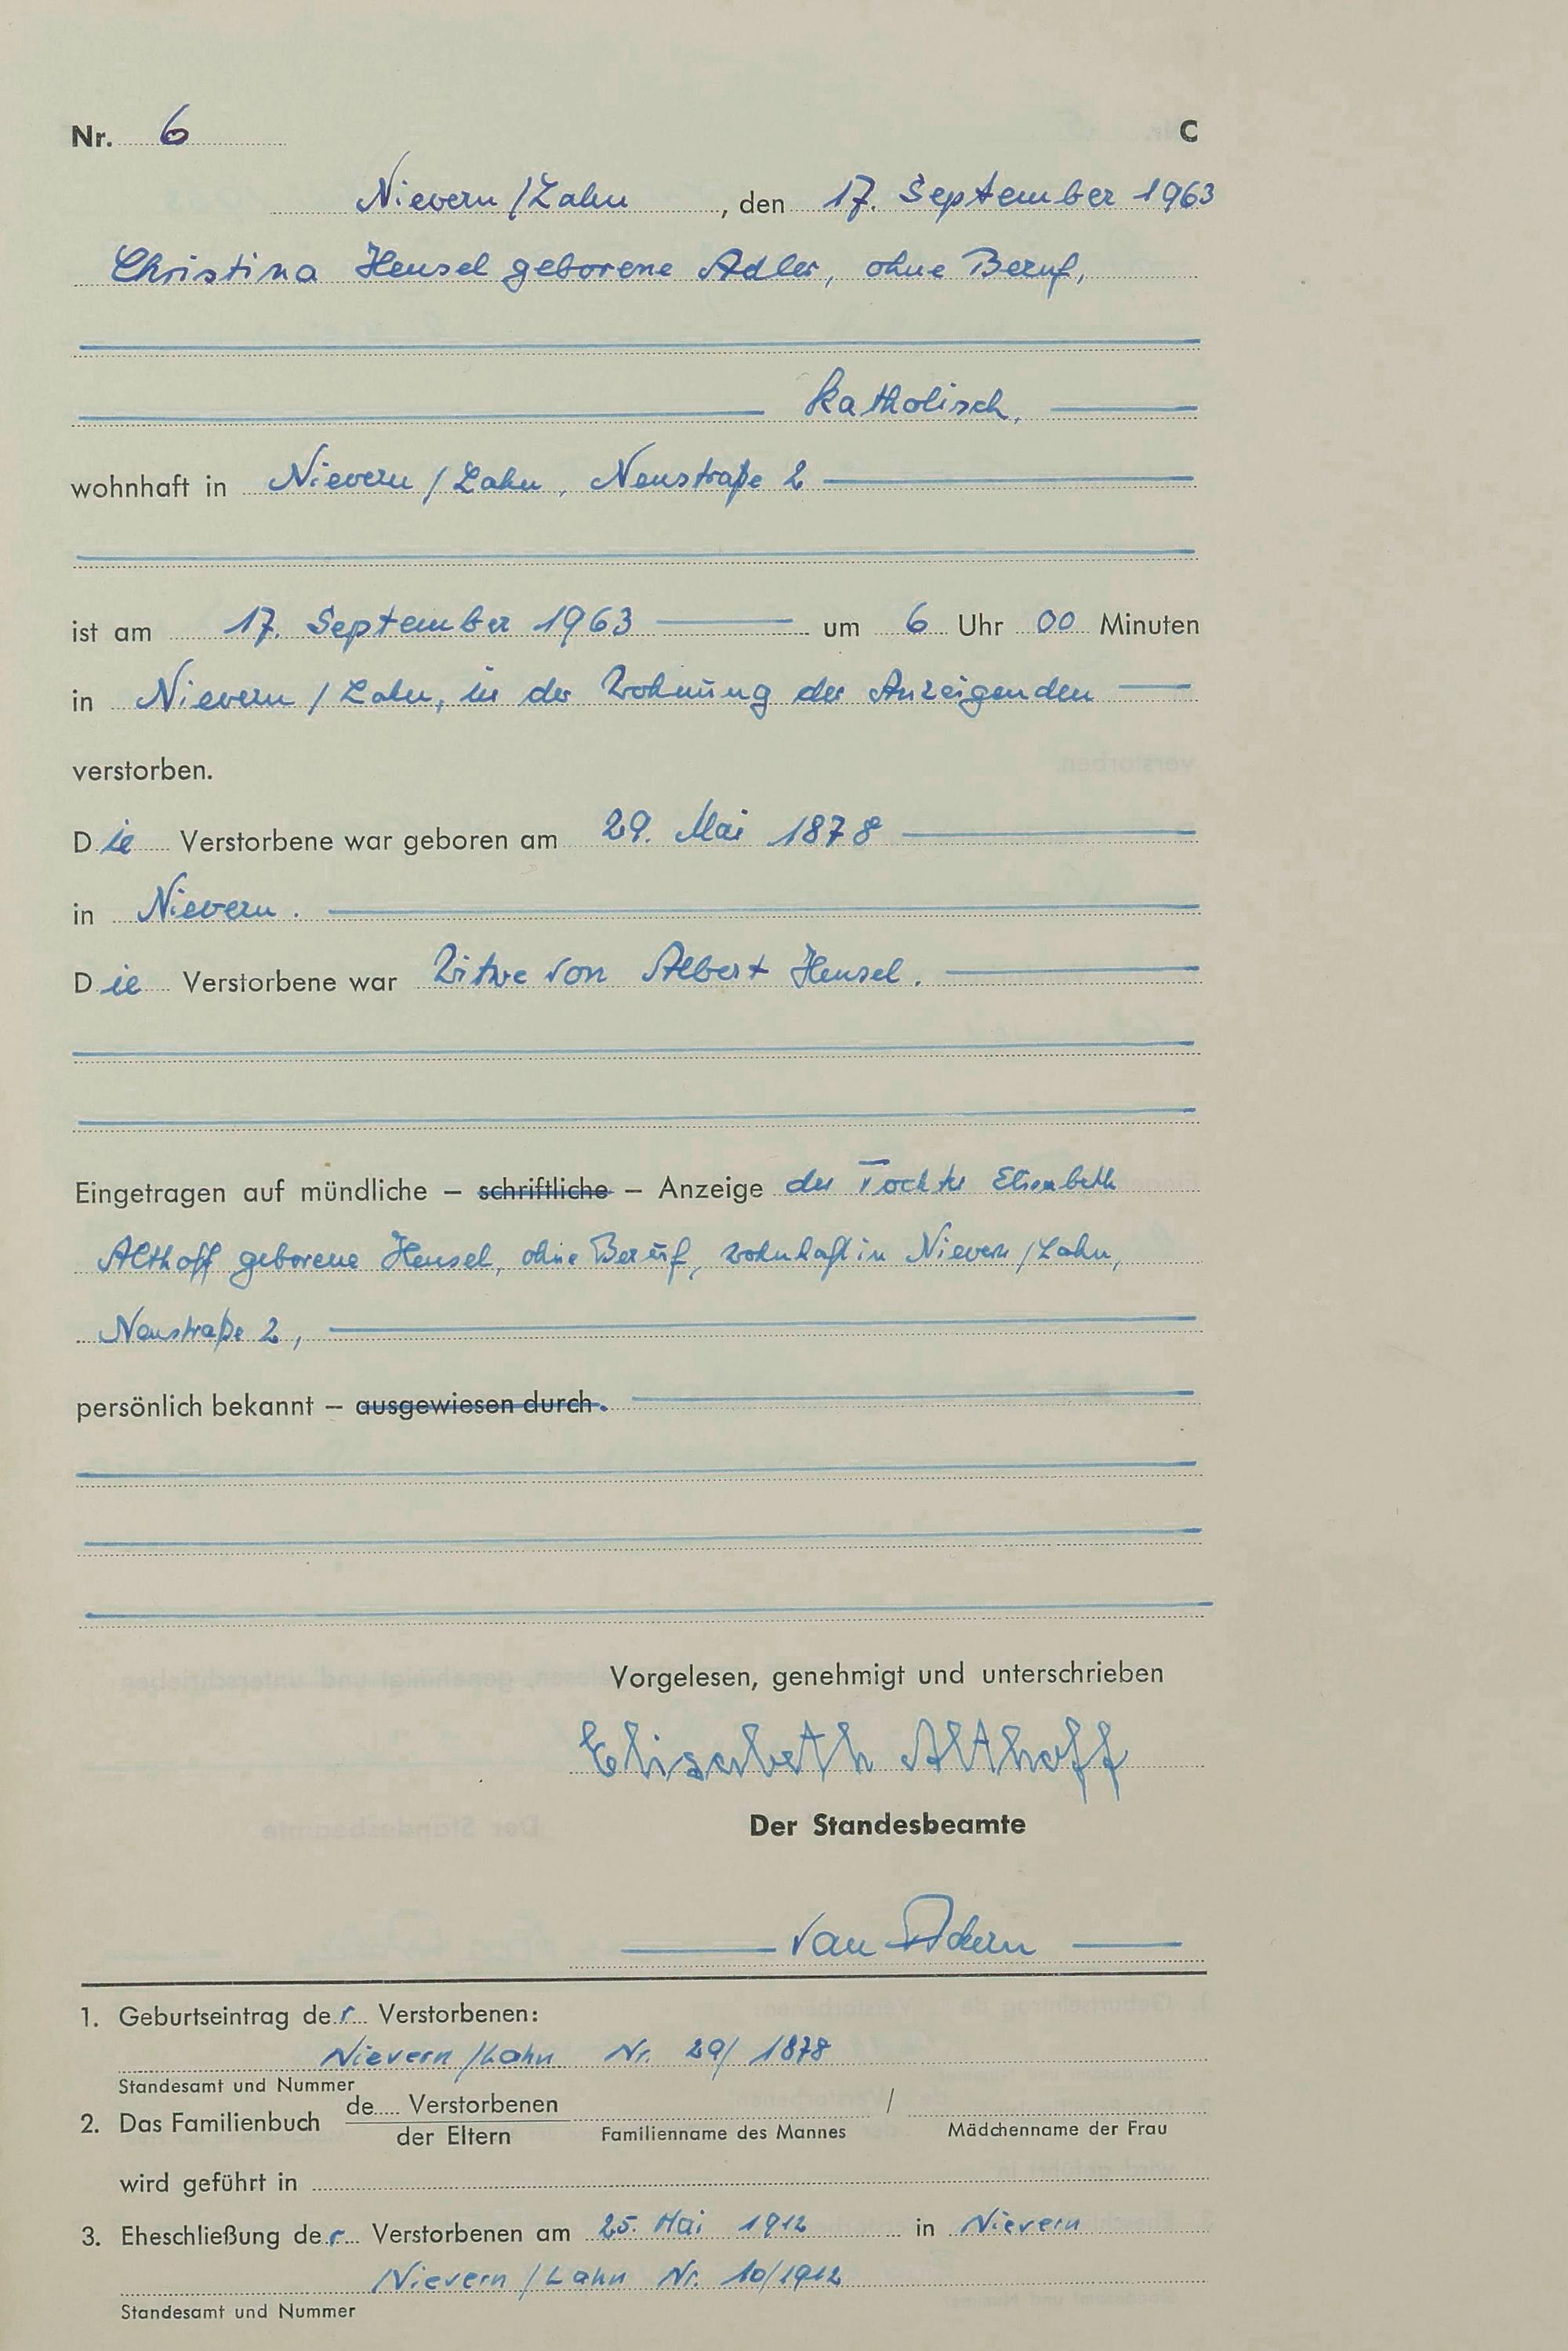 Nr. 6 C
Nievern/Lahn, den 17. September 1963
Christina Hensel geborene Adler, ohne Beruf,
katholisch,
wohnhaft in Nievern/Lahn, Neustraße 2
ist am 17. September 1963 um 6 Uhr 00 Minuten
in Nievern/Lahn, in der Wohnung der Anzeigenden
verstorben.
Die Verstorbene war geboren am 29. Mai 1878
in Nievern.
Die Verstorbene war Witwe von Albert Hensel.
Eingetragen auf mündliche – schriftliche – Anzeige der Tochter Elisabeth
Althoff geborene Hensel, ohne Beruf, wohnhaft in Nievern/Lahn,
Neustraße 2,
persönlich bekannt – ausgewiesen durch.
Vorgelesen, genehmigt und unterschrieben
Elisabeth Althoff
Der Standesbeamte
van
1. Geburtseintrag der Verstorbenen:
Nievern/Lahn Nr. 29/1878
Standesamt und Nummer
2. Das Familienbuch de Verstorbenen /
der Eltern Familienname des Mannes Mädchenname der Frau
wird geführt in
3. Eheschließung der Verstorbenen am 25. Mai 1912 in Nievern
Nievern/Lahn Nr. 10/1912
Standesamt und Nummer